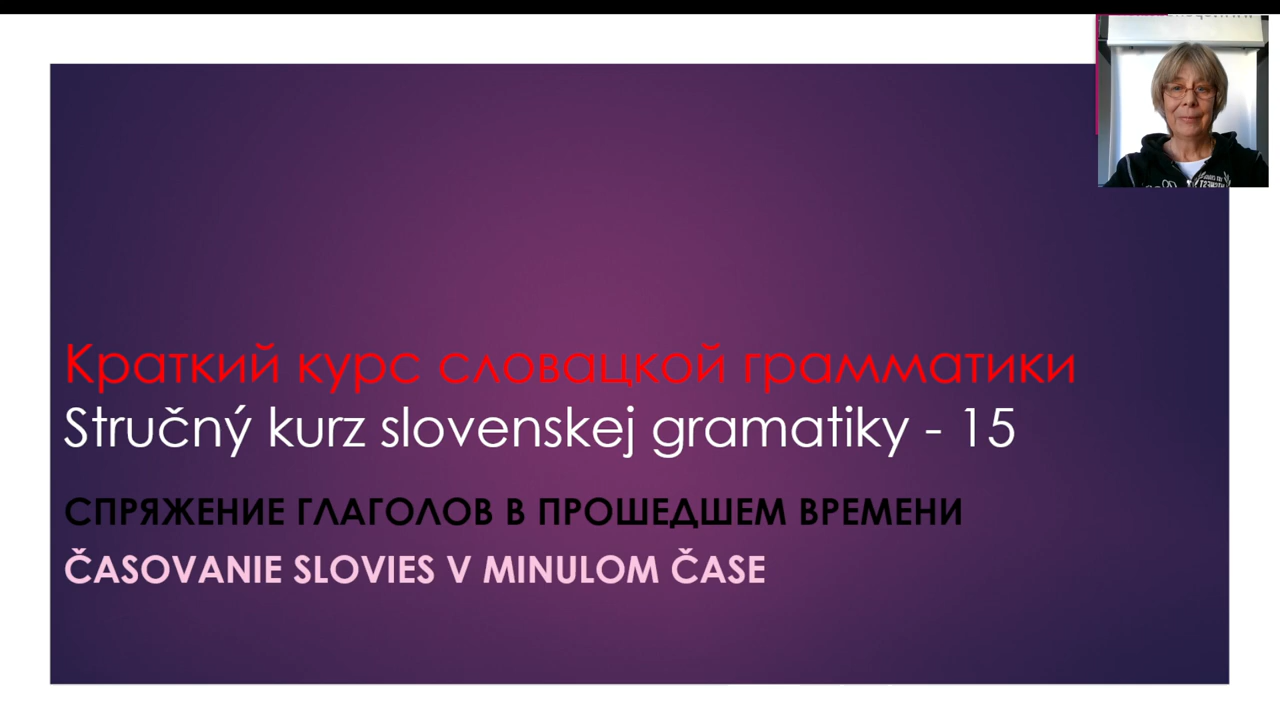 Краткий курс словацкой грамматики
Stručný kurz slovenskej gramatiky - 15
СПРЯЖЕНИЕ ГЛАГОЛОВ В ПРОШЕДШЕМ ВРЕМЕНИ
ČASOVANIE SLOVIES V MINULOM ČASE